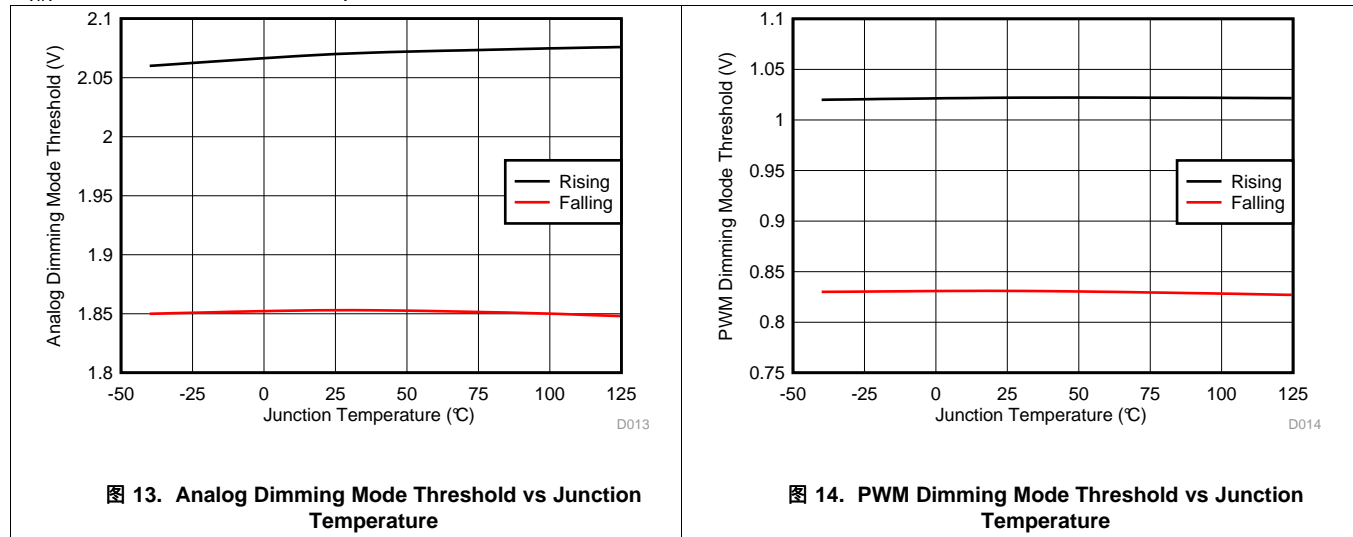 2.1
2.05
2
1.95
1.9
1.85
1.8
-50 -25 0 25 50 75 100 125
Analog Dimming Mode Threshold (V)
Junction Temperature (°C)
Rising
Falling
D013
图 13. Analog Dimming Mode Threshold vs Junction
Temperature
1.1
1.05
1
0.95
0.9
0.85
0.8
0.75
-50 -25 0 25 50 75 100 125
PWM Dimming Mode Threshold (V)
Junction Temperature (°C)
Rising
Falling
D014
图 14. PWM Dimming Mode Threshold vs Junction
Temperature